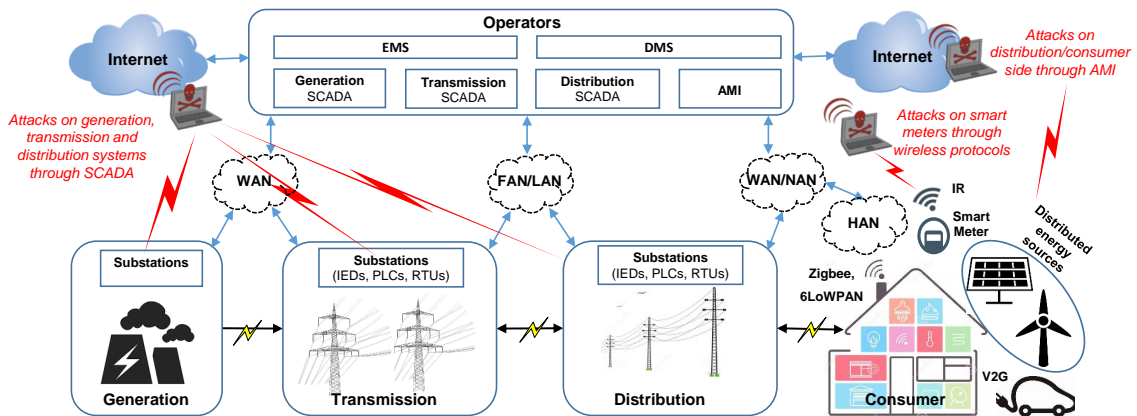 Operators
Internet
EMS
DMS
Generation
SCADA
Transmission
SCADA
Distribution
SCADA
AMI
Internet
Attacks on
distribution/consumer
side through AMI
Attacks on generation,
transmission and
distribution systems
through SCADA
Attacks on smart
meters through
wireless protocols
WAN
FAN/LAN
WAN/NAN
HAN
IR
Smart
Meter
Distributed
energy
sources
Substations
Substations
(IEDs, PLCs, RTUs)
Substations
(IEDs, PLCs, RTUs)
Zigbee,
6LoWPAN
V2G
Generation
Transmission
Distribution
Consumer